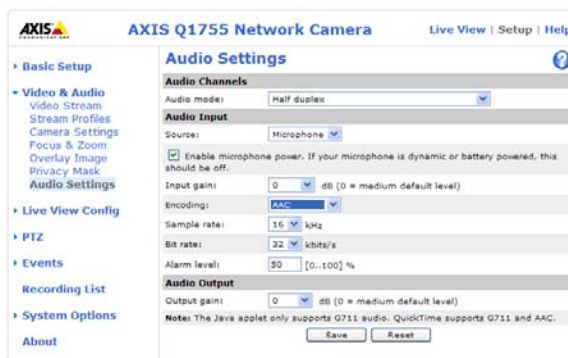 AXIS
COMMUNICATIONS
AXIS Q1755 Network Camera
Live View | Setup | Help
Basic Setup
Video & Audio
Video Stream
Stream Profiles
Camera Settings
Focus & Zoom
Overlay Image
Privacy Mask
Audio Settings
Live View Config
PTZ
Events
Recording List
System Options
About
Audio Settings
?
Audio Channels
Audio mode: Half duplex
Audio Input
Source: Microphone
Enable microphone power. If your microphone is dynamic or battery powered, this
should be off.
Input gain: 0 dB (0 = medium default level)
Encoding: AAC
Sample rate: 16 kHz
Bit rate: 32 kbits/s
Alarm level: 50 [0..100] %
Audio Output
Output gain: 0 dB (0 = medium default level)
Note: The Java applet only supports G711 audio. QuickTime supports G711 and AAC.
Save Reset